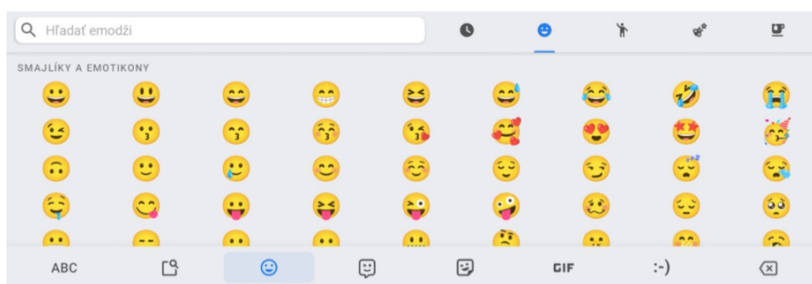 Hľadať emodži
SMAJLÍKY A EMOTIKONY
ABC
GIF
:-)